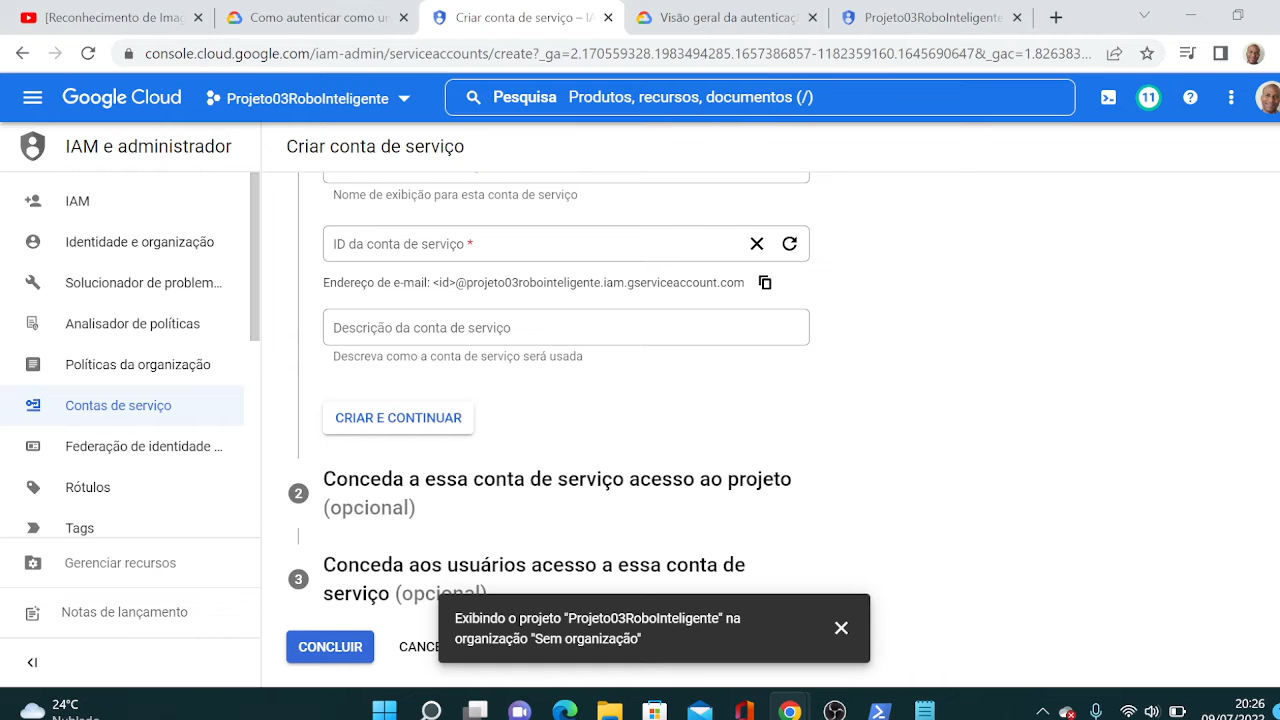 [Reconhecimento de Imag
Como autenticar como un
Criar conta de serviço – IA
Visão geral da autenticaç
Projeto03RoboInteligente
console.cloud.google.com/iam-admin/serviceaccounts/create?_ga=2.170559328.1983494285.1657386857-1182359160.1645690647&_gac=1.826383...
Google Cloud
Projeto03RoboInteligente
Pesquisa Produtos, recursos, documentos (/)
11
IAM e administrador
Criar conta de serviço
IAM
Identidade e organização
Solucionador de problem...
Analisador de políticas
Políticas da organização
Contas de serviço
Federação de identidade ...
Rótulos
Tags
Gerenciar recursos
Notas de lançamento
Nome de exibição para esta conta de serviço
ID da conta de serviço *
Endereço de e-mail: <id>@projeto03robointeligente.iam.gserviceaccount.com
Descrição da conta de serviço
Descreva como a conta de serviço será usada
CRIAR E CONTINUAR
2
Conceda a essa conta de serviço acesso ao projeto
(opcional)
3
Conceda aos usuários acesso a essa conta de
serviço (opcional)
Exibindo o projeto "Projeto03RoboInteligente" na
organização "Sem organização"
CONCLUIR
CANCE
24°C
Nublado
20:26